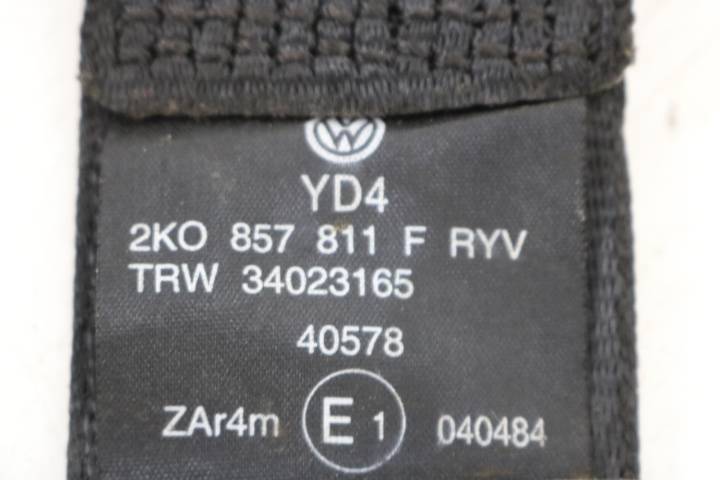 YD4
2KO 857 811 F RYV
TRW 34023165
40578
ZAr4m E 1 040484